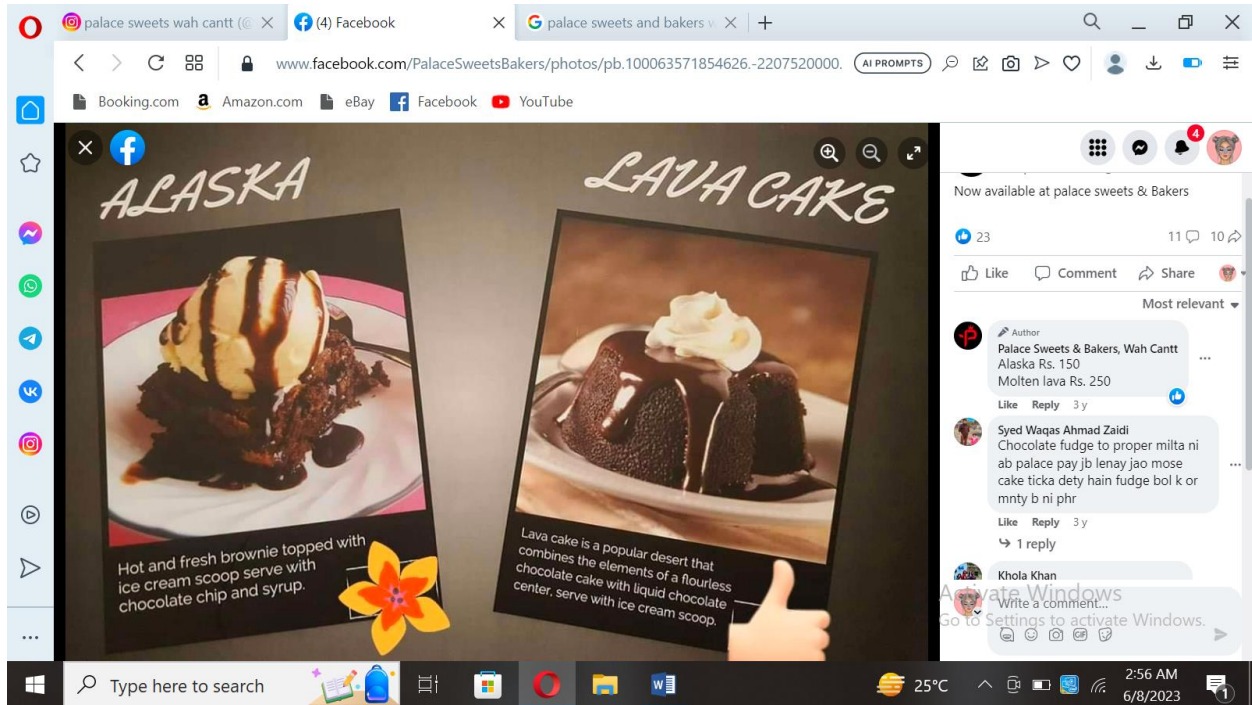 palace sweets wah cantt (@
(4) Facebook
palace sweets and bakers w
www.facebook.com/PalaceSweetsBakers/photos/pb.100063571854626.-2207520000.
AI PROMPTS
Booking.com
Amazon.com
eBay
Facebook
YouTube
ALASKA
LAVA CAKE
Hot and fresh brownie topped with
ice cream scoop serve with
chocolate chip and syrup.
Lava cake is a popular desert that
combines the elements of a flourless
chocolate cake with liquid chocolate
center, serve with ice cream scoop.
4
Now available at palace sweets & Bakers
23
11
10
Like
Comment
Share
Most relevant
Author
Palace Sweets & Bakers, Wah Cantt
Alaska Rs. 150
Molten lava Rs. 250
Like Reply 3 y
Syed Waqas Ahmad Zaidi
Chocolate fudge to proper milta ni
ab palace pay jb lenay jao mose
cake ticka dety hain fudge bol k or
mnty b ni phr
Like Reply 3 y
1 reply
Khola Khan
Write a comment...
Activate Windows
Go to Settings to activate Windows.
Type here to search
25°C
2:56 AM
6/8/2023
1